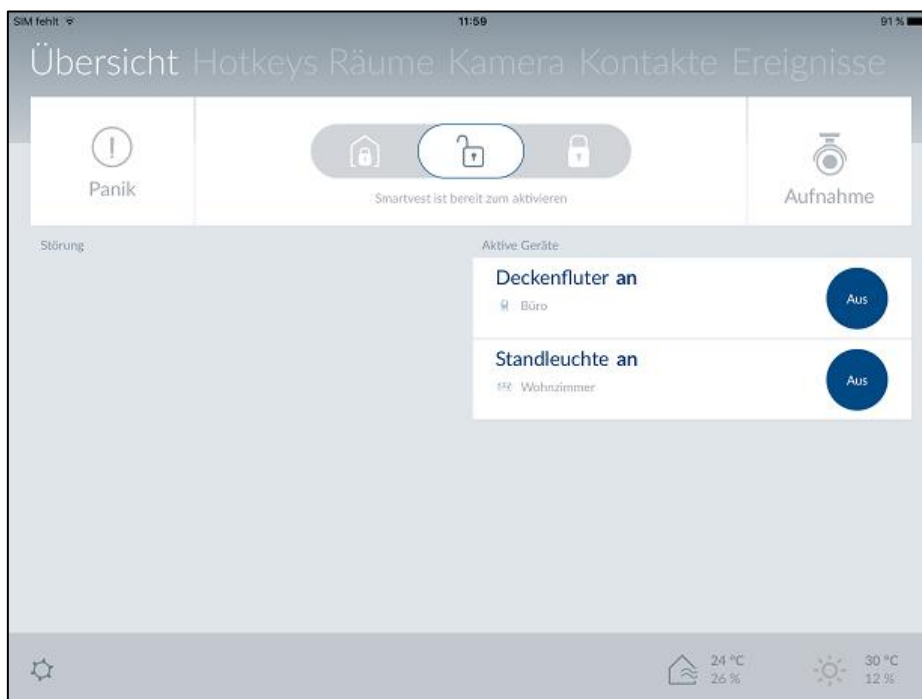 SIM fehlt 11:59 91 %
Übersicht Hotkeys Räume Kamera Kontakte Ereignisse
Panik
Smartvest ist bereit zum aktivieren
Aufnahme
Störung
Aktive Geräte
Deckenfluter an
Büro
Aus
Standleuchte an
Wohnzimmer
Aus
24 °C
26 %
30 °C
12 %